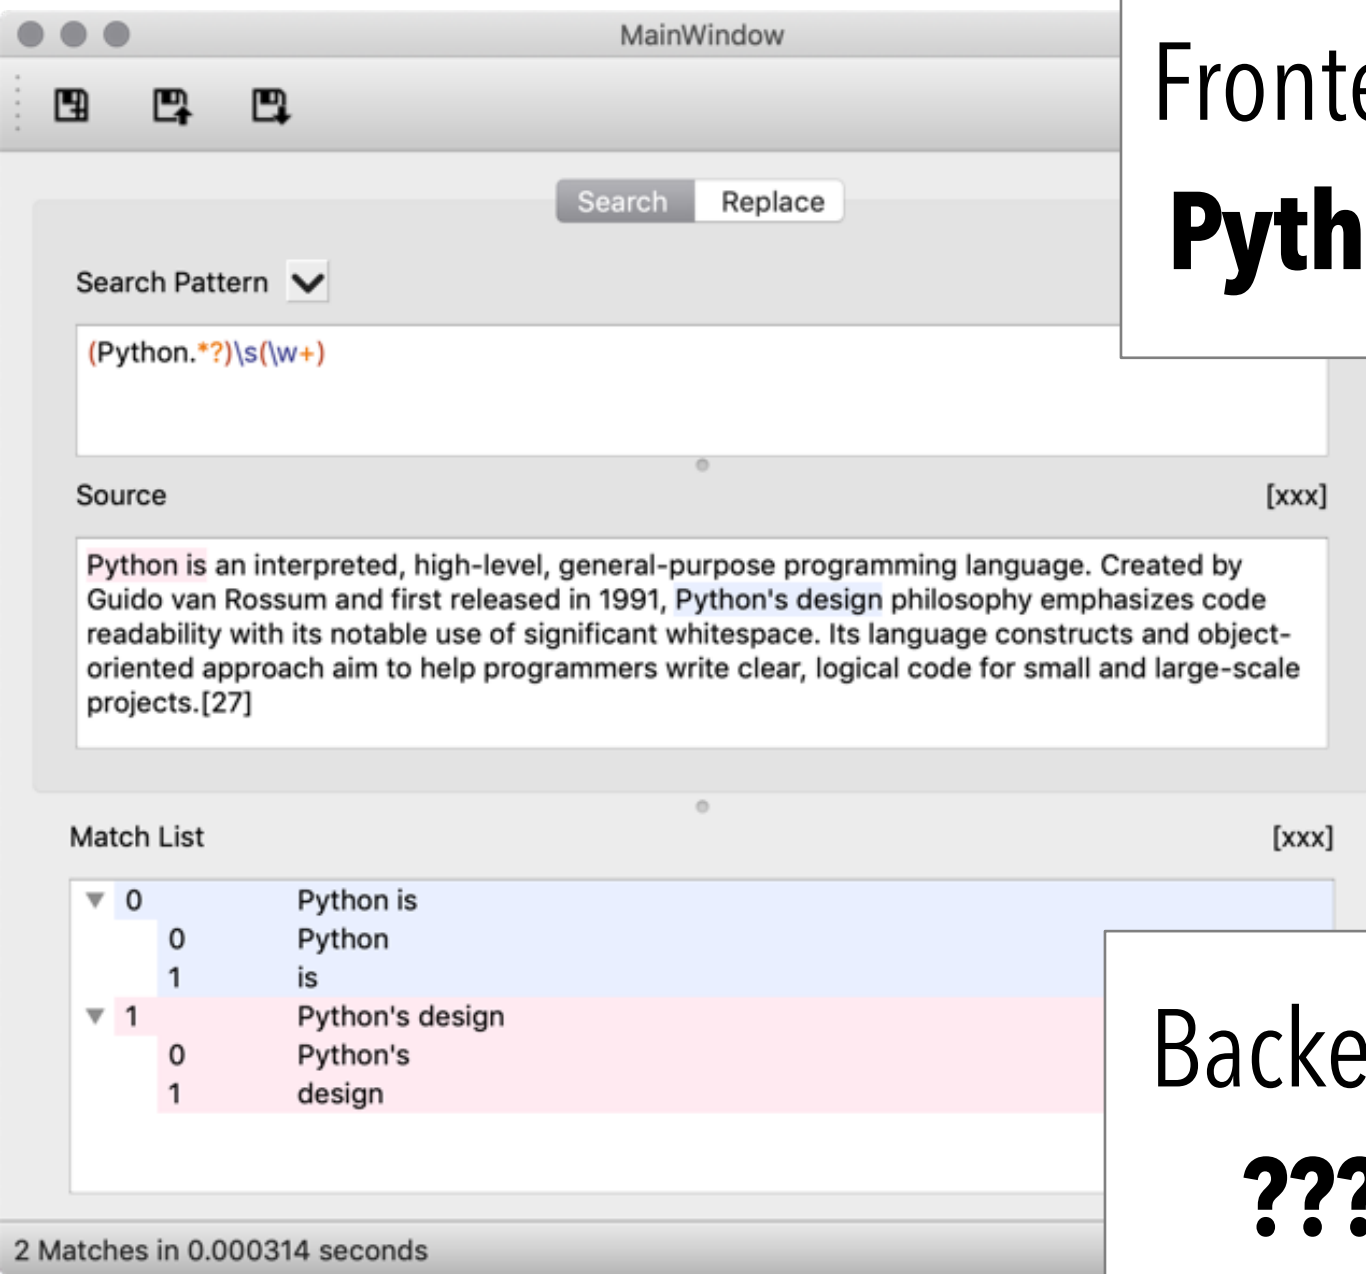 MainWindow
Fronte
Pyth
Search Replace
Search Pattern
(Python.*?)\s(\w+)
Source [xxx]
Python is an interpreted, high-level, general-purpose programming language. Created by
Guido van Rossum and first released in 1991, Python's design philosophy emphasizes code
readability with its notable use of significant whitespace. Its language constructs and object-
oriented approach aim to help programmers write clear, logical code for small and large-scale
projects.[27]
Match List [xxx]
0 Python is
0 Python
1 is
1 Python's design
0 Python's
1 design
Backe
???
2 Matches in 0.000314 seconds